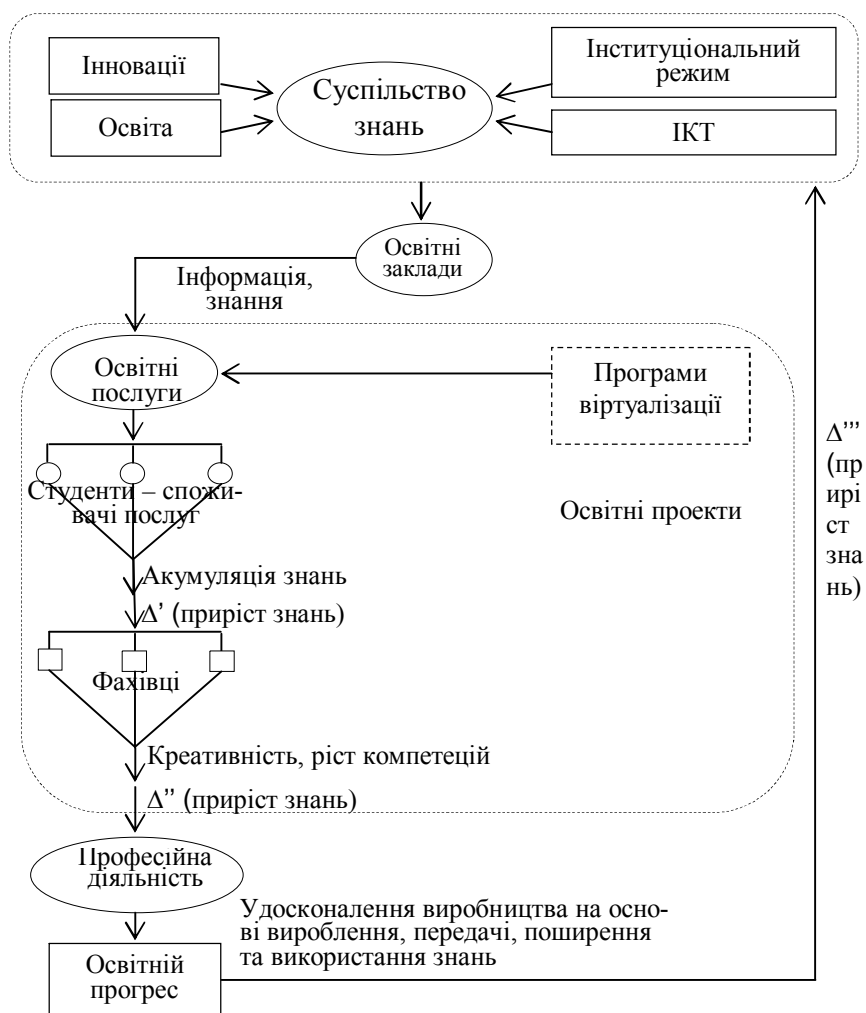 Інновації
Освіта
Суспільство
знань
Інституціональний
режим
ІКТ
Освітні
заклади
Інформація,
знання
Освітні
послуги
Програми
віртуалізації
Студенти – спожи-
вачі послуг
Освітні проекти
Акумуляція знань
Δ' (приріст знань)
Фахівці
Креативність, ріст компетецій
Δ'' (приріст знань)
Професійна
діяльність
Удосконалення виробництва на осно-
ві вироблення, передачі, поширення
та використання знань
Освітній
прогрес
Δ'''
(пр
ирі
ст
зна
нь)